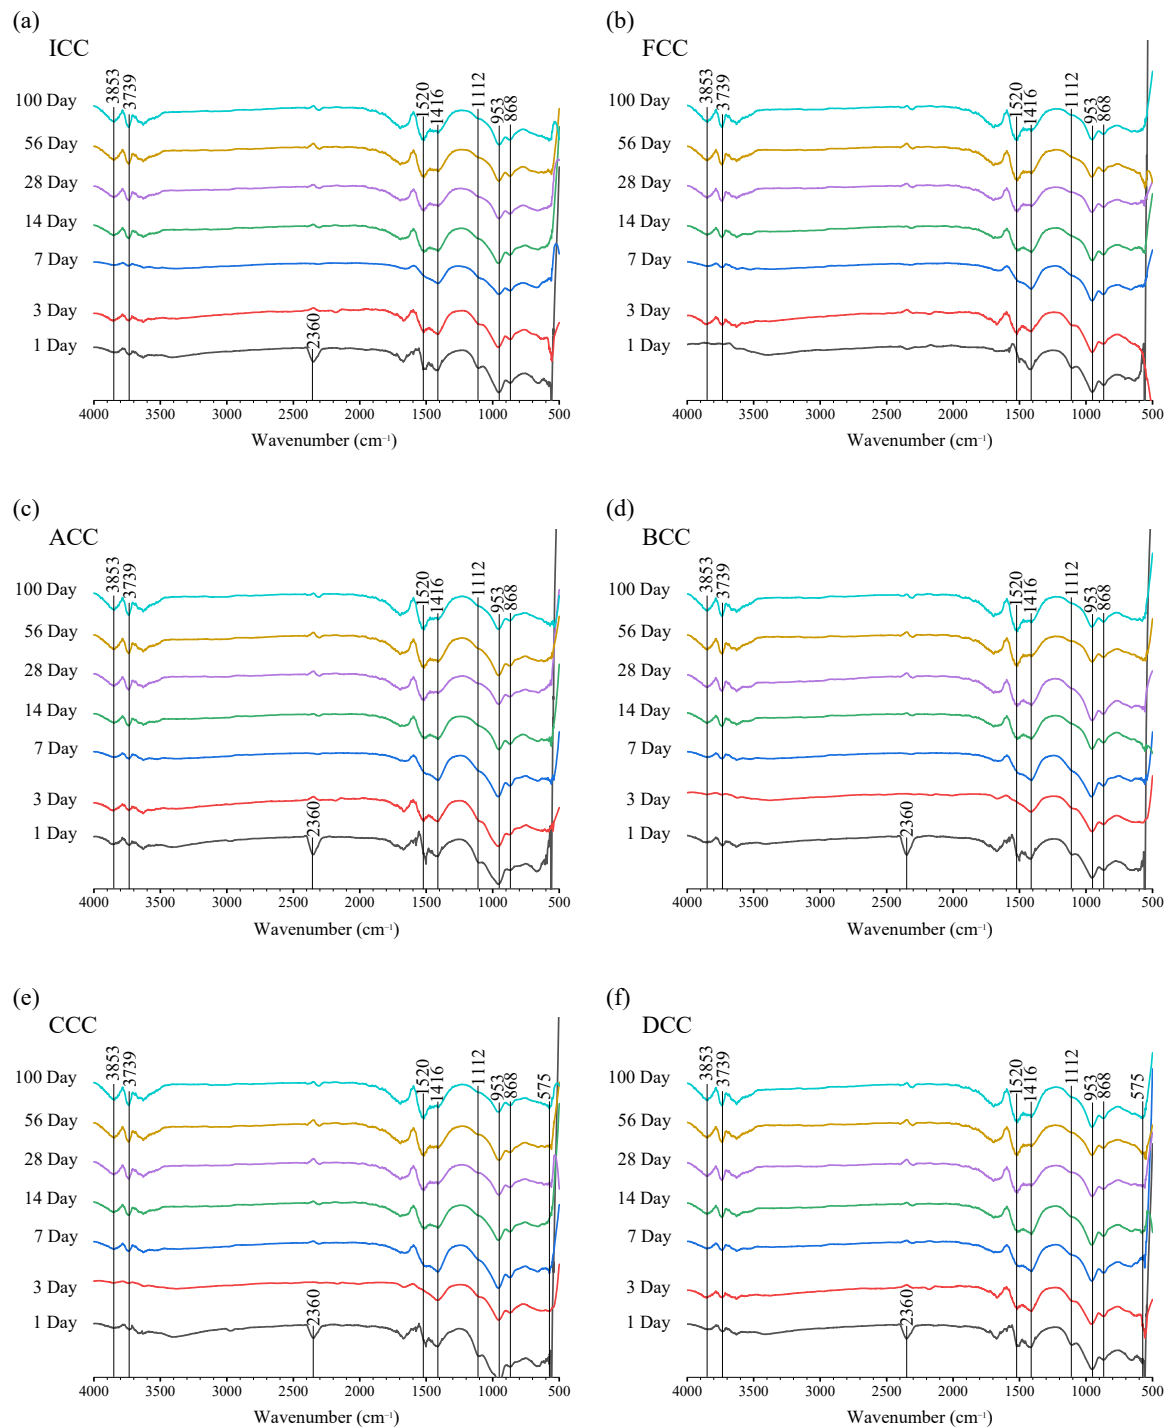 (a)
ICC
3853
3739
1520
1416
1112
953
868
100 Day
56 Day
28 Day
14 Day
7 Day
3 Day
1 Day
2360
4000 3500 3000 2500 2000 1500 1000 500
Wavenumber (cm⁻¹)
(b)
FCC
3853
3739
1520
1416
1112
953
868
100 Day
56 Day
28 Day
14 Day
7 Day
3 Day
1 Day
4000 3500 3000 2500 2000 1500 1000 500
Wavenumber (cm⁻¹)
(c)
ACC
3853
3739
1520
1416
1112
953
868
100 Day
56 Day
28 Day
14 Day
7 Day
3 Day
1 Day
2360
4000 3500 3000 2500 2000 1500 1000 500
Wavenumber (cm⁻¹)
(d)
BCC
3853
3739
1520
1416
1112
953
868
100 Day
56 Day
28 Day
14 Day
7 Day
3 Day
1 Day
2360
4000 3500 3000 2500 2000 1500 1000 500
Wavenumber (cm⁻¹)
(e)
CCC
3853
3739
1520
1416
1112
953
868
575
100 Day
56 Day
28 Day
14 Day
7 Day
3 Day
1 Day
2360
4000 3500 3000 2500 2000 1500 1000 500
Wavenumber (cm⁻¹)
(f)
DCC
3853
3739
1520
1416
1112
953
868
575
100 Day
56 Day
28 Day
14 Day
7 Day
3 Day
1 Day
2360
4000 3500 3000 2500 2000 1500 1000 500
Wavenumber (cm⁻¹)